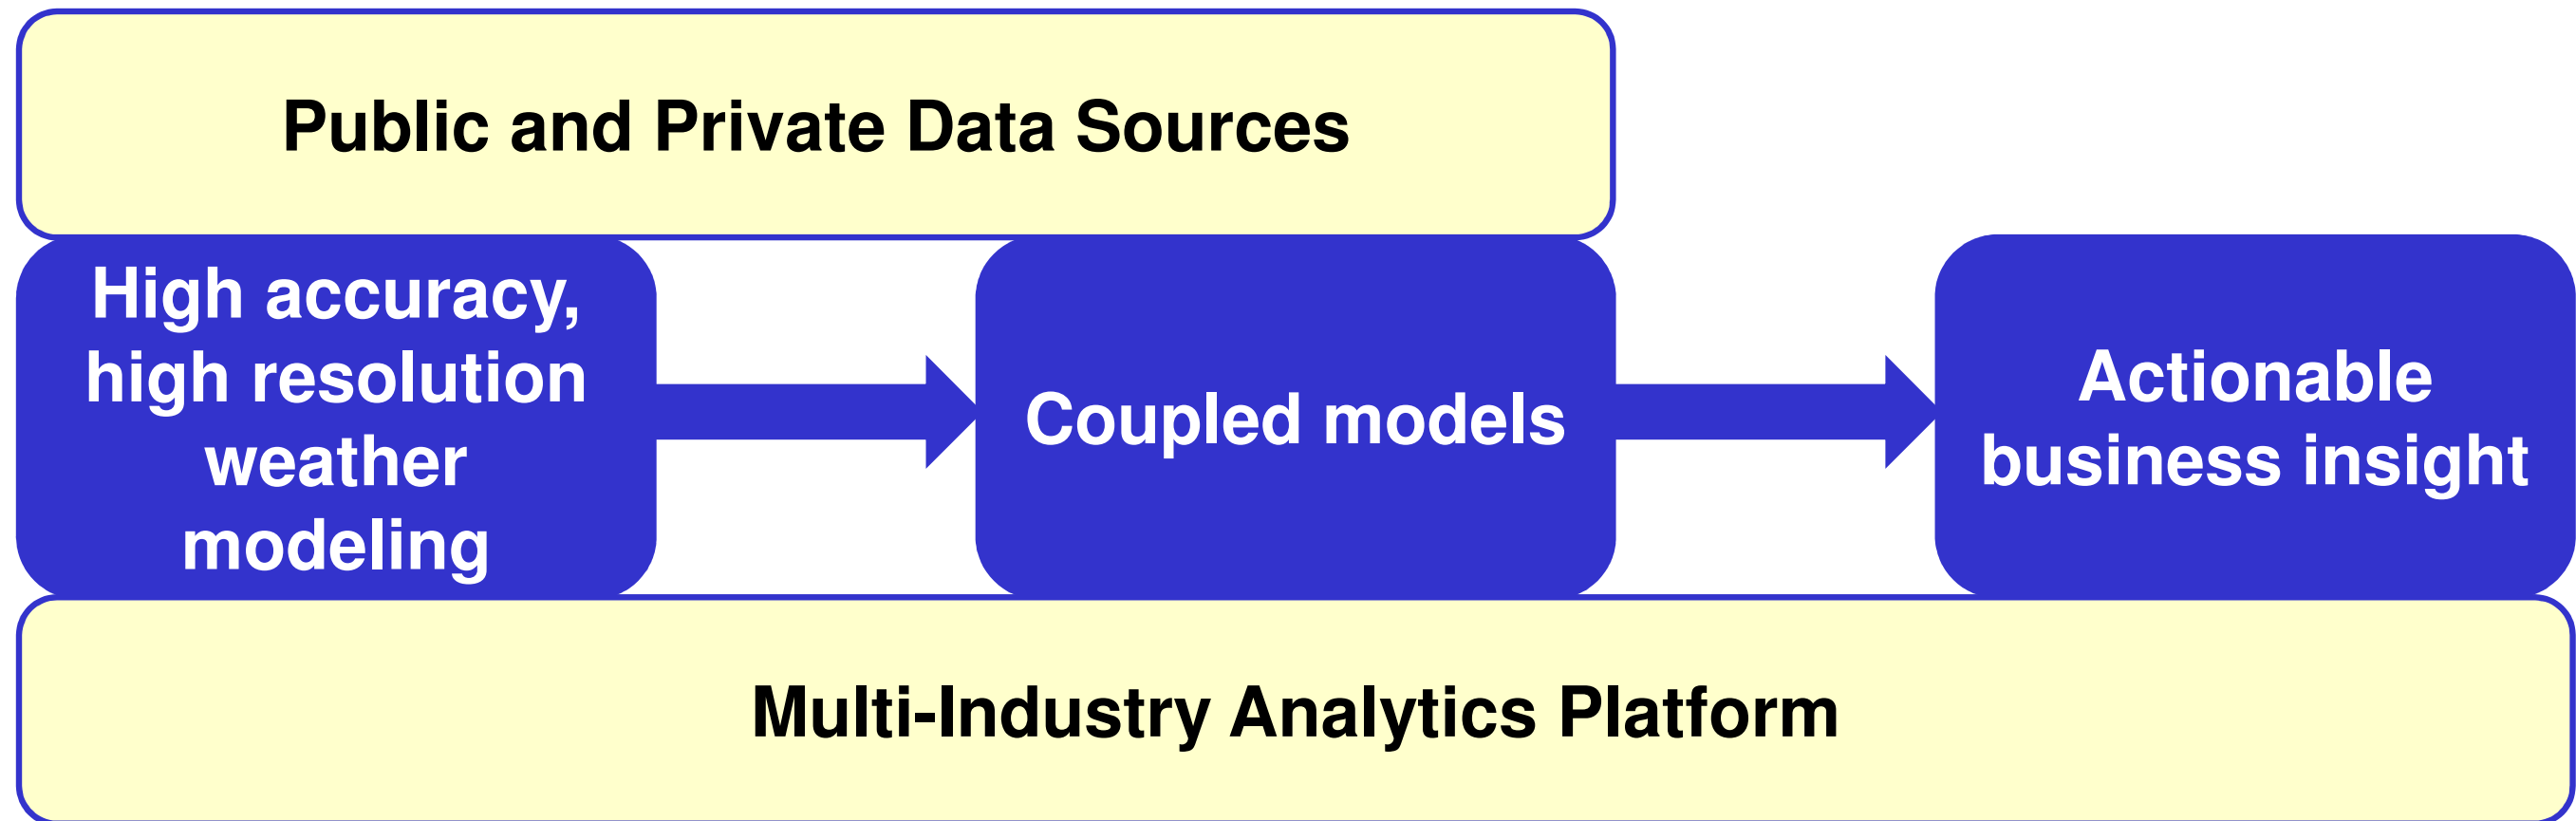 Public and Private Data Sources
High accuracy,
high resolution
weather
modeling
Coupled models
Actionable
business insight
Multi-Industry Analytics Platform